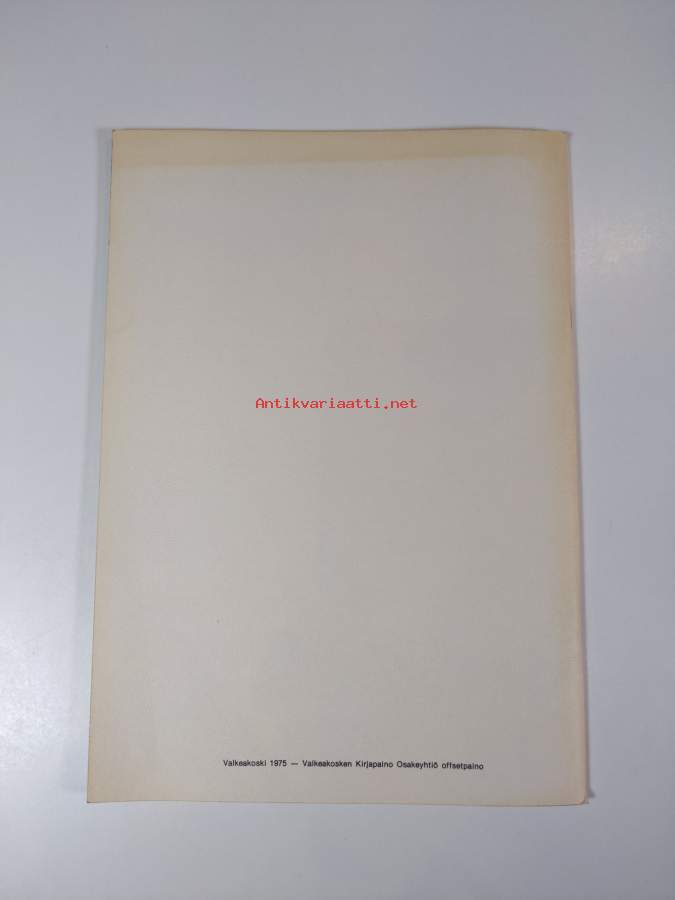 Antikvariaatti.net
Valkeakoski 1975 — Valkeakosken Kirjapaino Osakeyhtiö offsetpaino